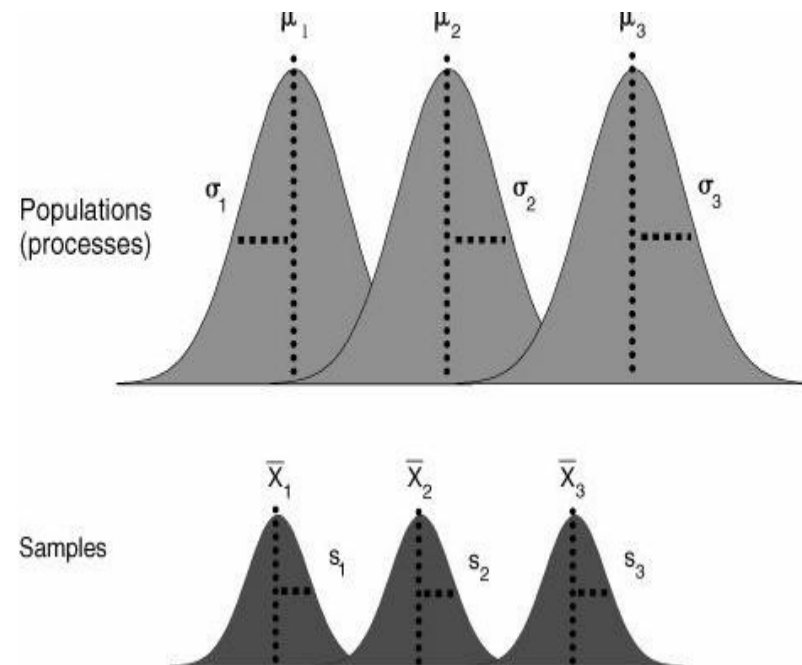 μ₁ μ₂ μ₃
σ₁ σ₂ σ₃
Populations
(processes)
X̄₁ X̄₂ X̄₃
s₁ s₂ s₃
Samples